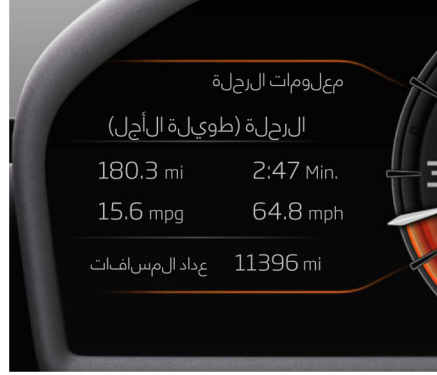 معلومات الرحلة
الرحلة (طويلة الأجل)
180.3 mi 2:47 Min.
15.6 mpg 64.8 mph
عداد المسافات 11396 mi